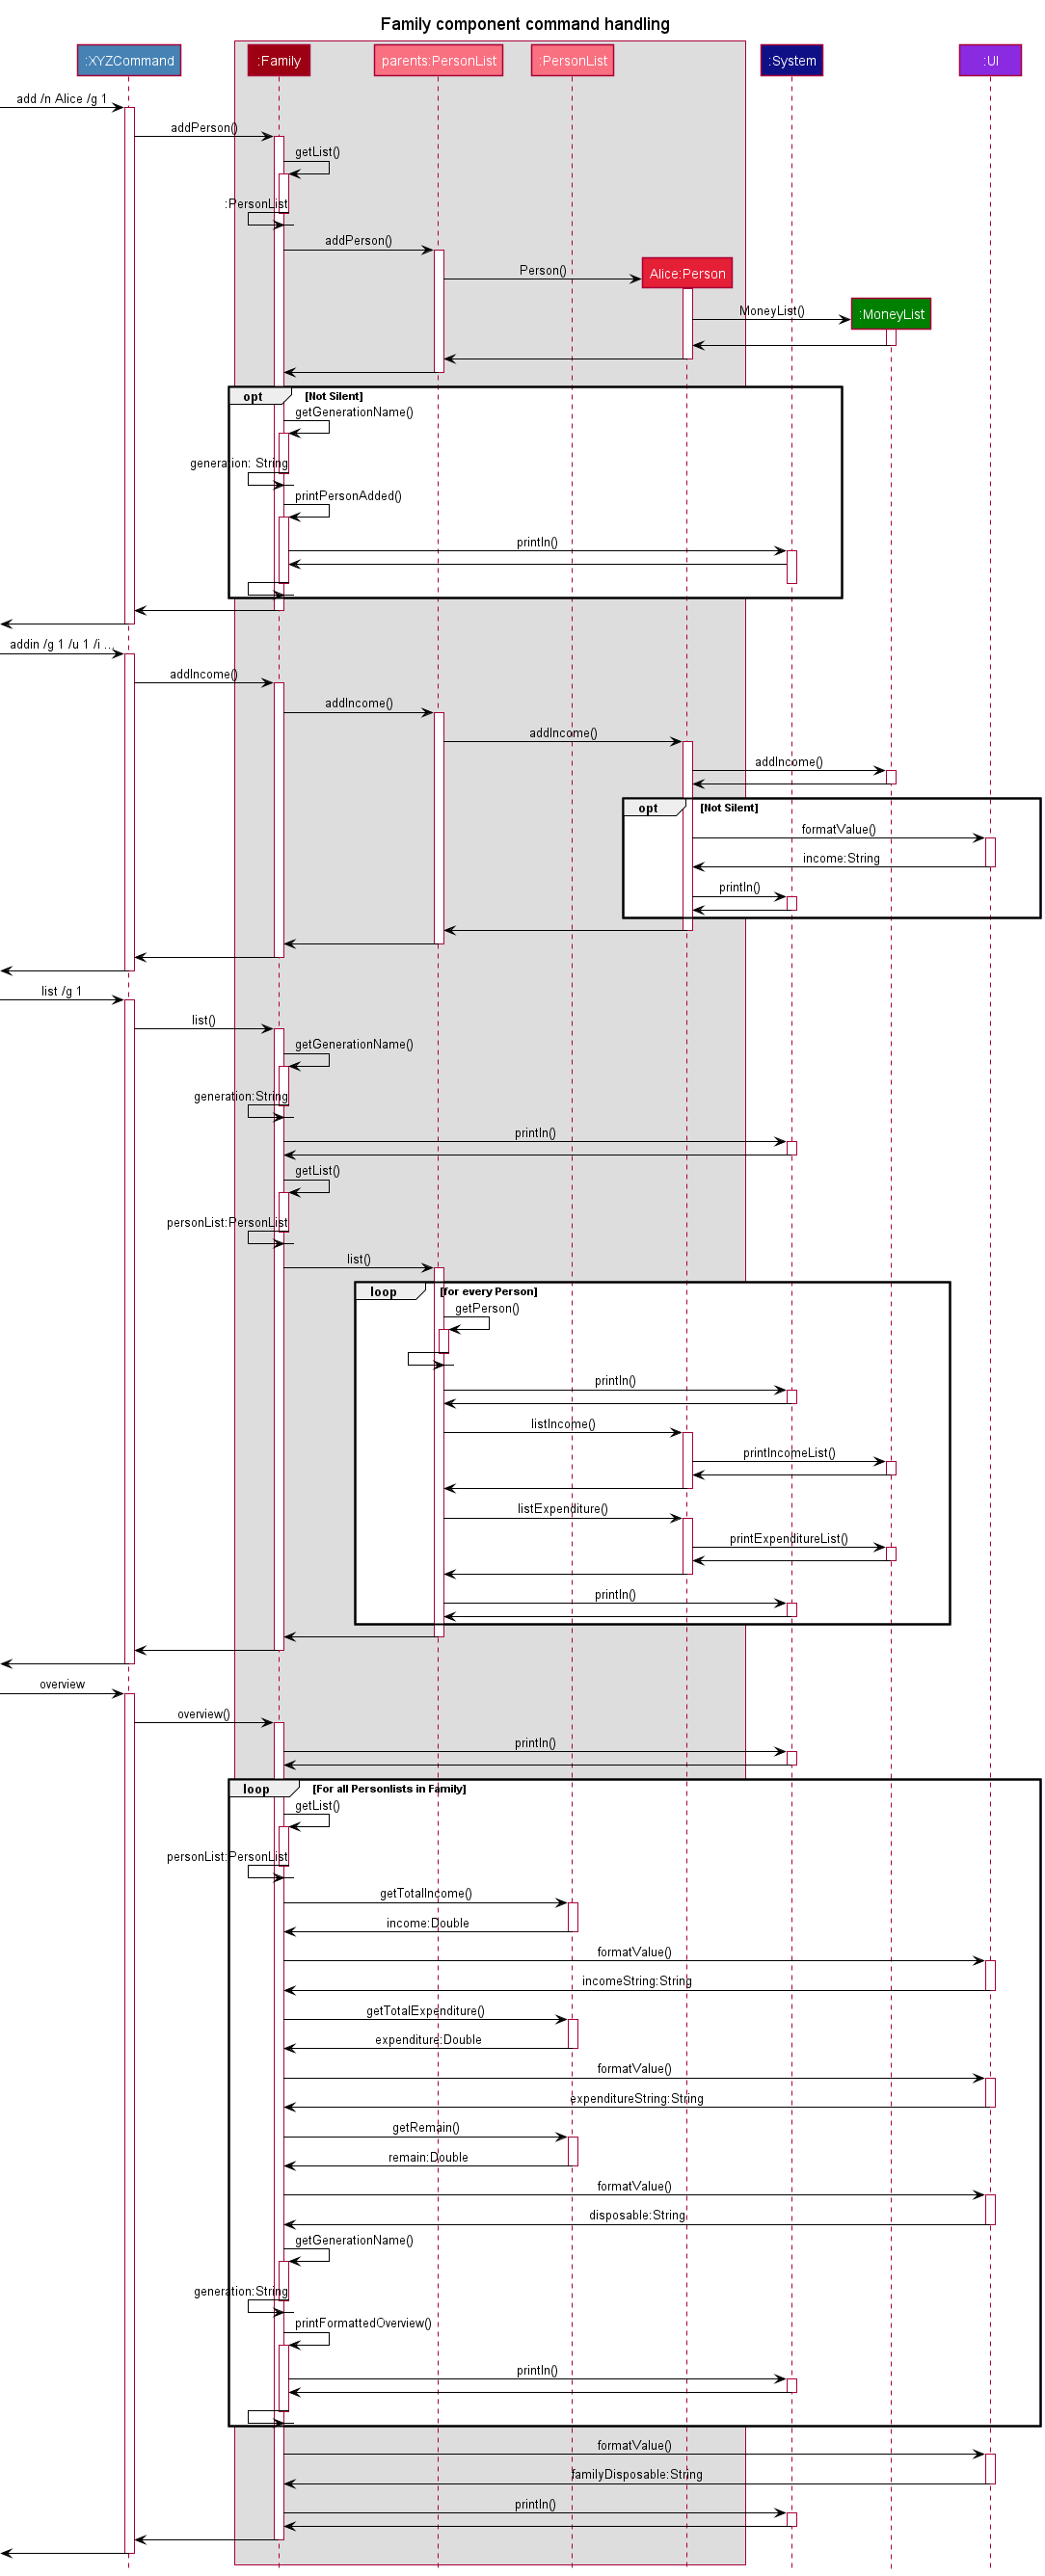 Family component command handling
:XYZCommand
:Family
parents:PersonList
:PersonList
:System
:UI
add /n Alice /g 1
addPerson()
getList()
:PersonList
addPerson()
Person()
Alice:Person
MoneyList()
:MoneyList
opt
[Not Silent]
getGenerationName()
generation: String
printPersonAdded()
println()
addin /g 1 /u 1 /i ...
addIncome()
addIncome()
addIncome()
addIncome()
opt
[Not Silent]
formatValue()
income:String
println()
list /g 1
list()
getGenerationName()
generation:String
println()
getList()
personList:PersonList
list()
loop
[for every Person]
getPerson()
println()
listIncome()
printIncomeList()
listExpenditure()
printExpenditureList()
println()
overview
overview()
println()
loop
[For all Personlists in Family]
getList()
personList:PersonList
getTotalIncome()
income:Double
formatValue()
incomeString:String
getTotalExpenditure()
expenditure:Double
formatValue()
expenditureString:String
getRemain()
remain:Double
formatValue()
disposable:String
getGenerationName()
generation:String
printFormattedOverview()
println()
formatValue()
familyDisposable:String
println()